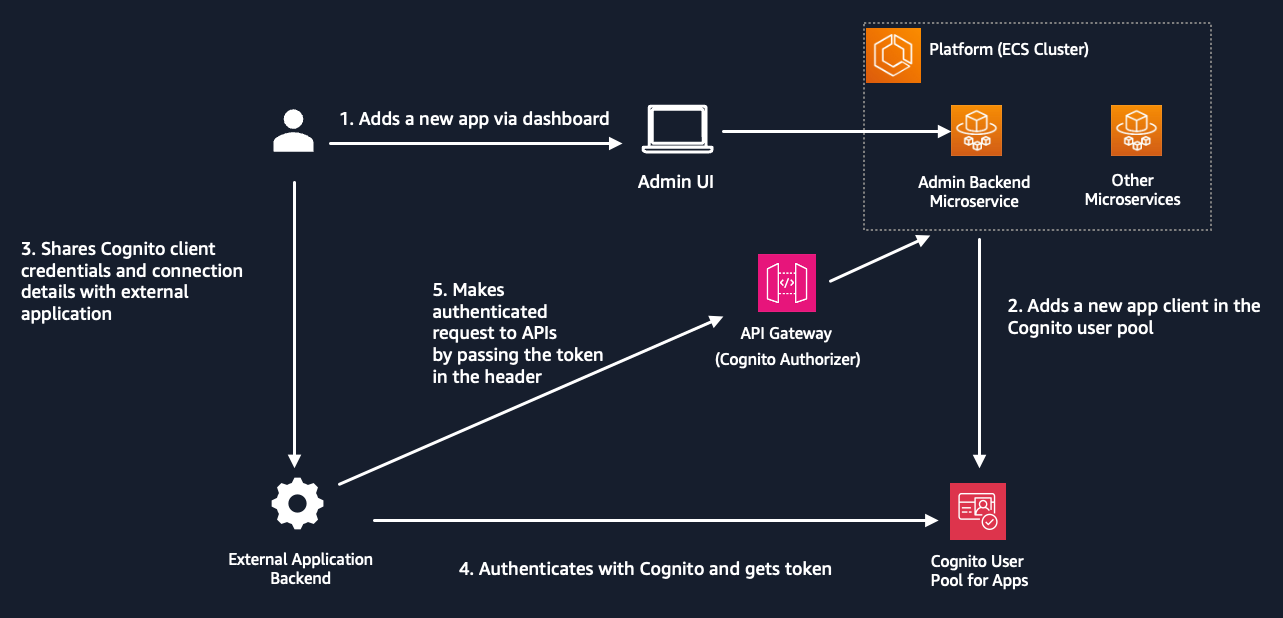 Platform (ECS Cluster)
1. Adds a new app via dashboard
Admin UI
Admin Backend
Microservice
Other
Microservices
3. Shares Cognito client
credentials and connection
details with external
application
5. Makes
authenticated
request to APIs
by passing the token
in the header
API Gateway
(Cognito Authorizer)
2. Adds a new app client in the
Cognito user pool
External Application
Backend
4. Authenticates with Cognito and gets token
Cognito User
Pool for Apps